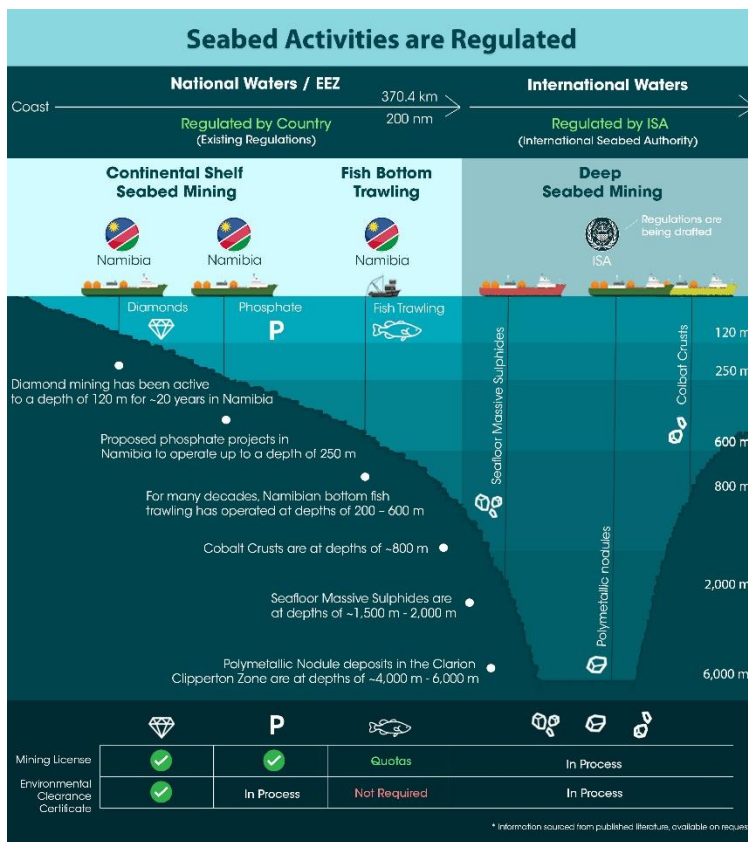 Seabed Activities are Regulated
National Waters / EEZ
International Waters
Coast
370.4 km
200 nm
Regulated by Country
(Existing Regulations)
Regulated by ISA
(International Seabed Authority)
Continental Shelf
Seabed Mining
Fish Bottom
Trawling
Deep
Seabed Mining
Namibia
Namibia
Namibia
ISA
Regulations are
being drafted
Diamonds
Phosphate
P
Fish Trawling
Seafloor Massive Sulphides
Polymetallic nodules
Colbat Crusts
120 m
250 m
600 m
800 m
2,000 m
6,000 m
Diamond mining has been active
to a depth of 120 m for ~20 years in Namibia
Proposed phosphate projects in
Namibia to operate up to a depth of 250 m
For many decades, Namibian bottom fish
trawling has operated at depths of 200 – 600 m
Cobalt Crusts are at depths of ~800 m
Seafloor Massive Sulphides are
at depths of ~1,500 m - 2,000 m
Polymetallic Nodule deposits in the Clarion
Clipperton Zone are at depths of ~4,000 m - 6,000 m
P
Mining License
Quotas
In Process
Environmental
Clearance
Certificate
In Process
Not Required
In Process
* Information sourced from published literature, available on reques